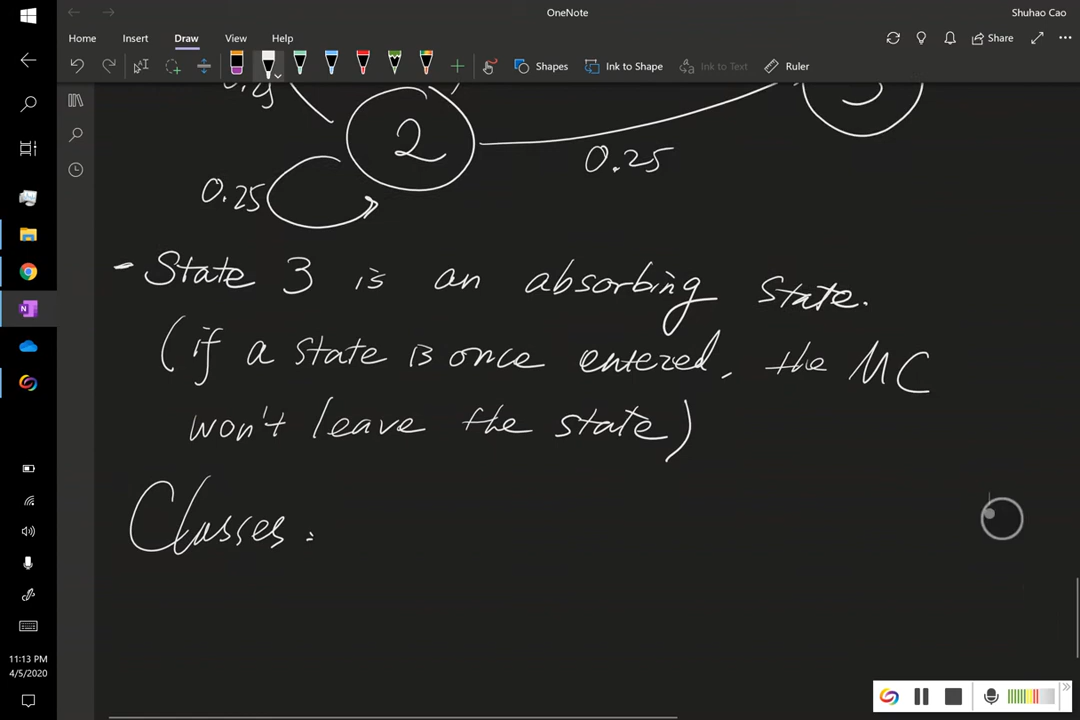 OneNote
Shuhao Cao
Home Insert Draw View Help
Share
Shapes Ink to Shape Ink to Text Ruler
2
0.25
0.25
- State 3 is an absorbing state.
(if a state is once entered, the MC
won't leave the state)
Classes:
11:13 PM
4/5/2020